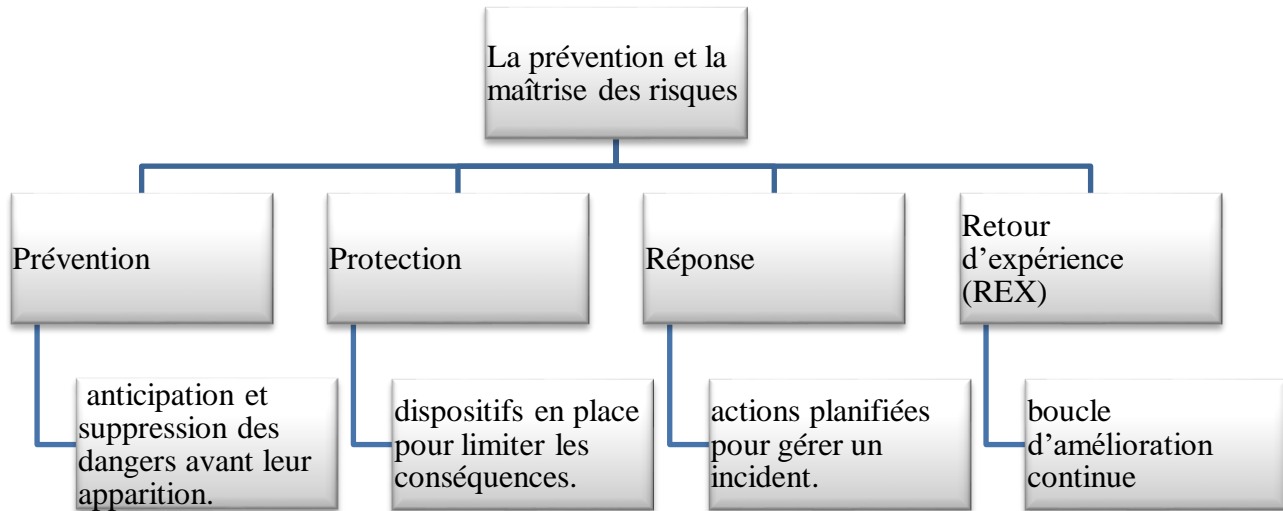 La prévention et la
maîtrise des risques
Prévention
Protection
Réponse
Retour
d’expérience
(REX)
anticipation et
suppression des
dangers avant leur
apparition.
dispositifs en place
pour limiter les
conséquences.
actions planifiées
pour gérer un
incident.
boucle
d’amélioration
continue